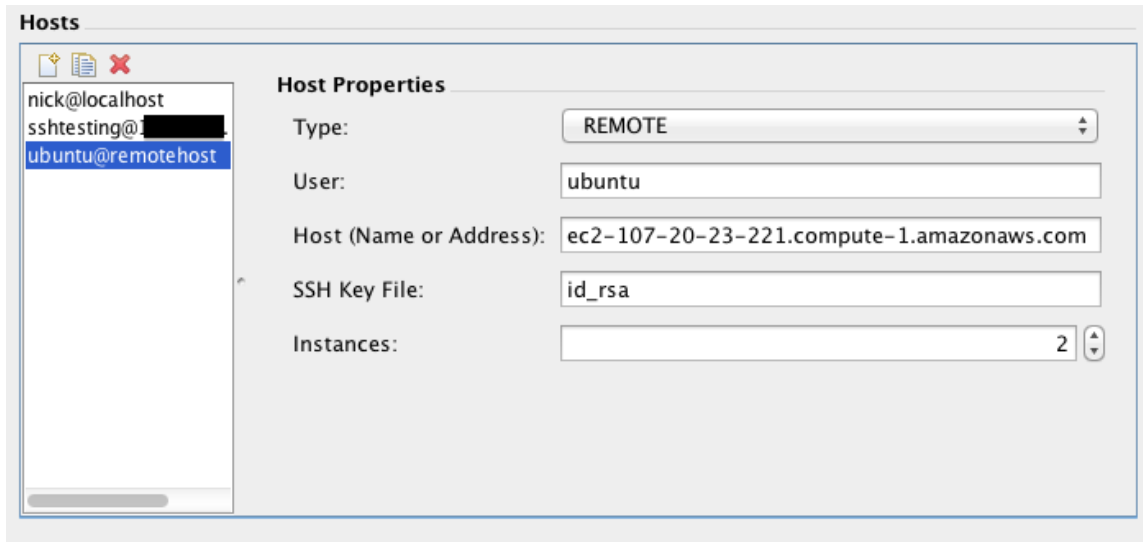 Hosts
nick@localhost
sshtesting@
ubuntu@remotehost
Host Properties
Type: REMOTE
User: ubuntu
Host (Name or Address): ec2-107-20-23-221.compute-1.amazonaws.com
SSH Key File: id_rsa
Instances: 2